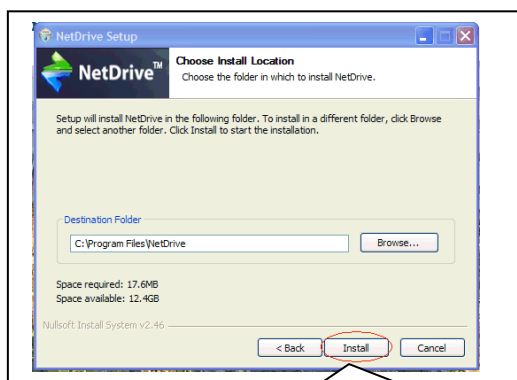 NetDrive Setup
NetDrive™
Choose Install Location
Choose the folder in which to install NetDrive.
Setup will install NetDrive in the following folder. To install in a different folder, click Browse
and select another folder. Click Install to start the installation.
Destination Folder
C:\Program Files\NetDrive
Browse...
Space required: 17.6MB
Space available: 12.4GB
Nullsoft Install System v2.46
< Back
Install
Cancel